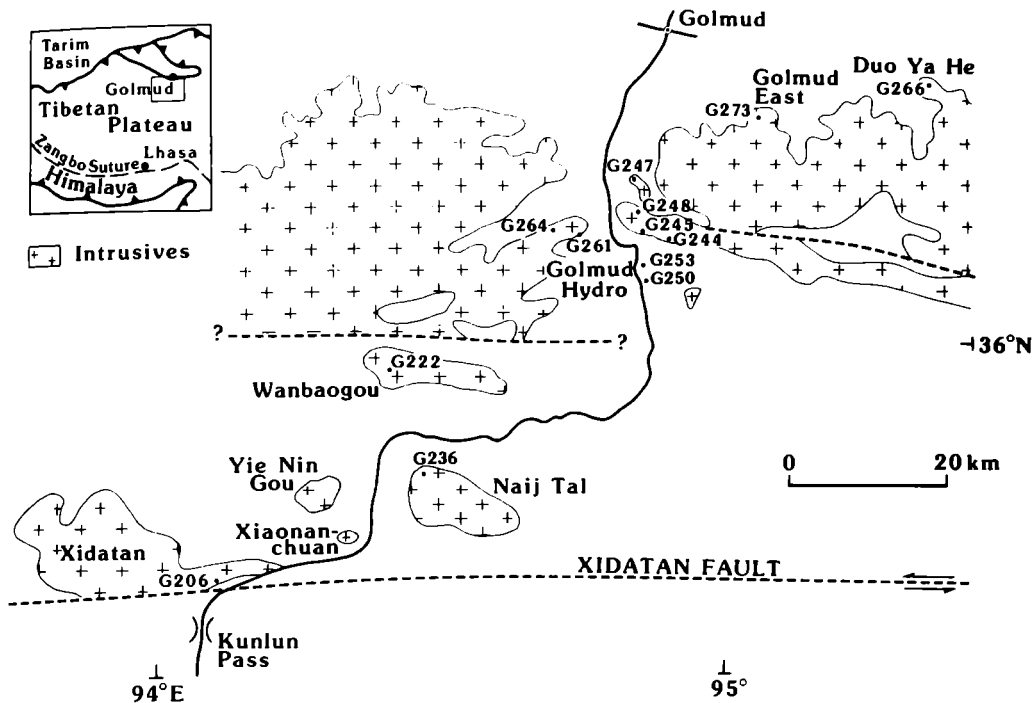 Golmud
Tarim
Basin
Golmud
Tibetan
Plateau
Zangbo Suture
Lhasa
Himalaya
Intrusives
Duo Ya He
G266
Golmud
East
G273
G247
G248
G245
G244
G264
G261
G253
G250
Golmud
Hydro
?
?
36°N
G222
Wanbaogou
Yie Nin
Gou
G236
Naij Tal
0 20 km
Xiaonan-
chuan
Xidatan
G206
XIDATAN FAULT
Kunlun
Pass
94°E
95°